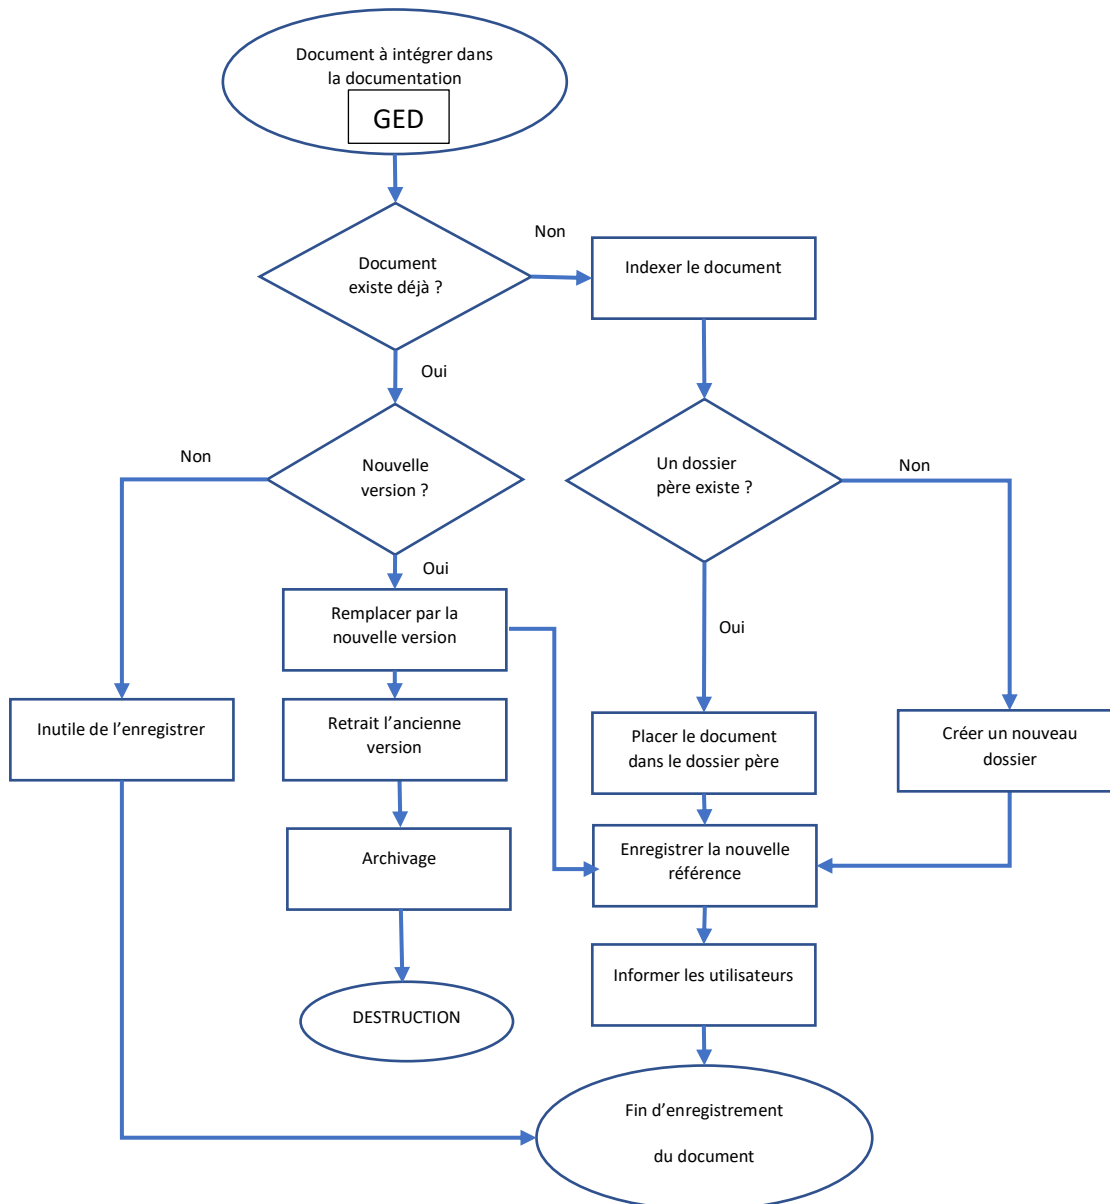 Document à intégrer dans
la documentation
GED
Non
Document
existe déjà ?
Indexer le document
Oui
Non
Nouvelle
version ?
Un dossier
père existe ?
Non
Oui
Remplacer par la
nouvelle version
Oui
Inutile de l’enregistrer
Retrait l’ancienne
version
Placer le document
dans le dossier père
Créer un nouveau
dossier
Archivage
Enregistrer la nouvelle
référence
Informer les utilisateurs
DESTRUCTION
Fin d’enregistrement
du document